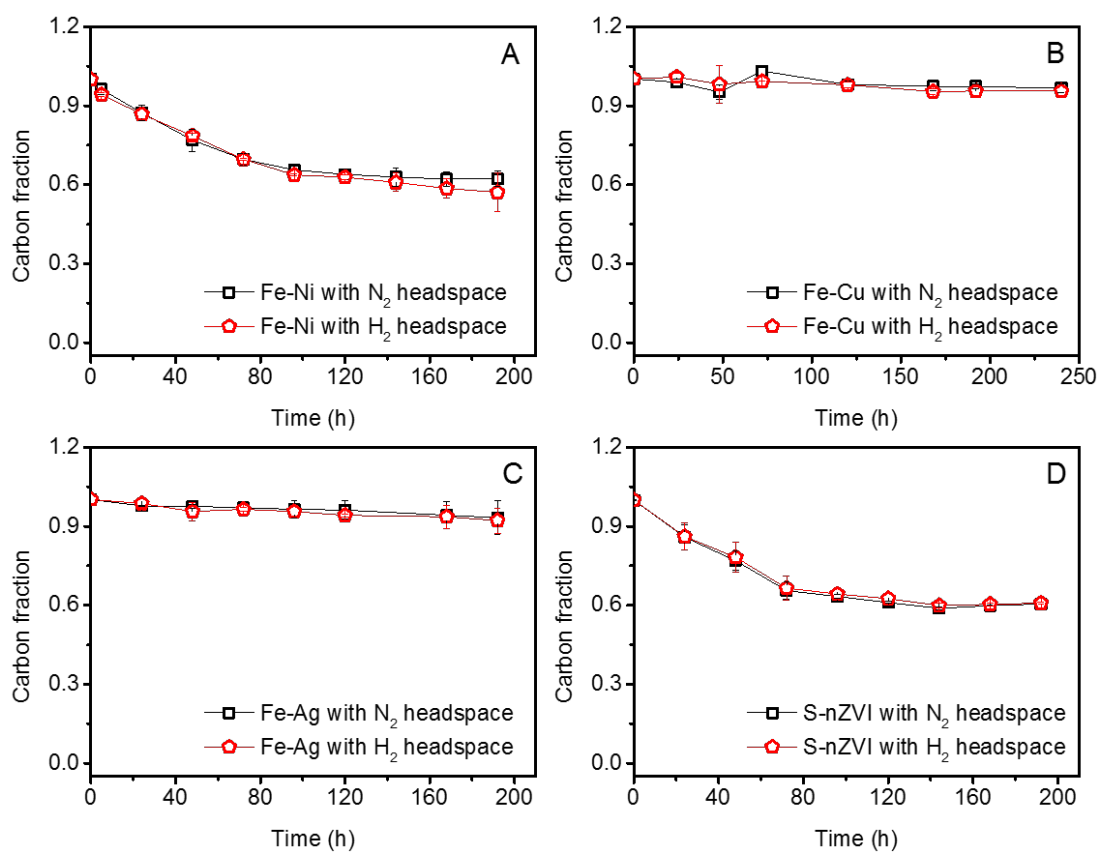 A
1.2
0.9
0.6
0.3
0.0
Carbon fraction
Fe-Ni with N₂ headspace
Fe-Ni with H₂ headspace
0 40 80 120 160 200
Time (h)
B
1.2
0.9
0.6
0.3
0.0
Carbon fraction
Fe-Cu with N₂ headspace
Fe-Cu with H₂ headspace
0 50 100 150 200 250
Time (h)
C
1.2
0.9
0.6
0.3
0.0
Carbon fraction
Fe-Ag with N₂ headspace
Fe-Ag with H₂ headspace
0 40 80 120 160 200
Time (h)
D
1.2
0.9
0.6
0.3
0.0
Carbon fraction
S-nZVI with N₂ headspace
S-nZVI with H₂ headspace
0 40 80 120 160 200
Time (h)